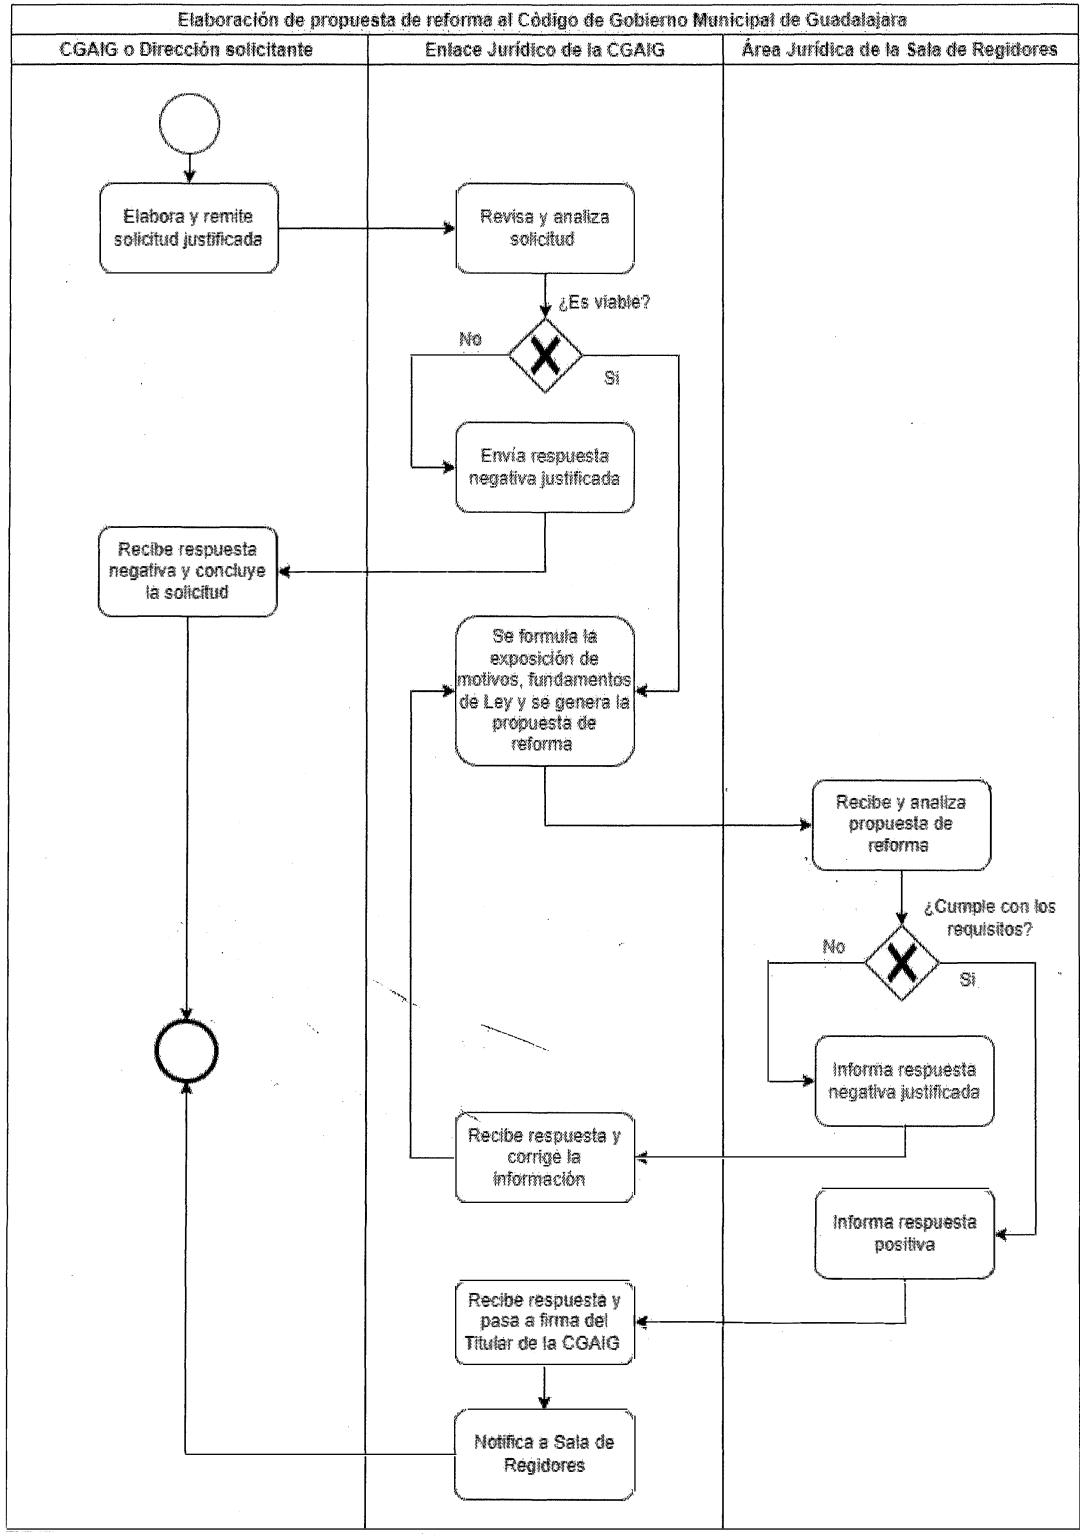 Elaboración de propuesta de reforma al Código de Gobierno Municipal de Guadalajara
CGAIG o Dirección solicitante
Enlace Jurídico de la CGAIG
Área Jurídica de la Sala de Regidores
Elabora y remite
solicitud justificada
Revisa y analiza
solicitud
¿Es viable?
No
Si
Envía respuesta
negativa justificada
Recibe respuesta
negativa y concluye
la solicitud
Se formula la
exposición de
motivos, fundamentos
de Ley y se genera la
propuesta de
reforma
Recibe y analiza
propuesta de
reforma
¿Cumple con los
requisitos?
No
Si
Informa respuesta
negativa justificada
Recibe respuesta y
corrige la
información
Informa respuesta
positiva
Recibe respuesta y
pasa a firma del
Titular de la CGAIG
Notifica a Sala de
Regidores